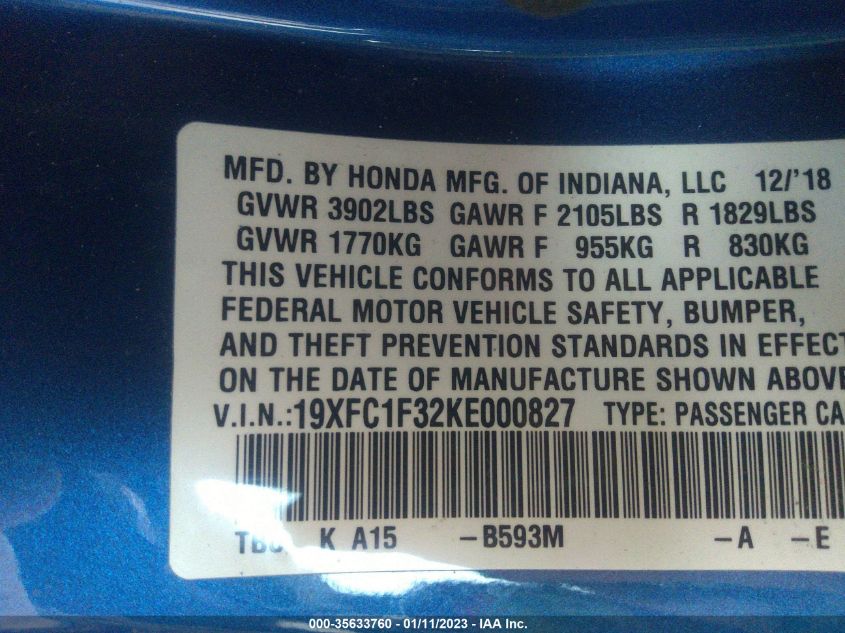 MFD. BY HONDA MFG. OF INDIANA, LLC 12/'18
GVWR 3902LBS GAWR F 2105LBS R 1829LBS
GVWR 1770KG GAWR F 955KG R 830KG
THIS VEHICLE CONFORMS TO ALL APPLICABLE
FEDERAL MOTOR VEHICLE SAFETY, BUMPER,
AND THEFT PREVENTION STANDARDS IN EFFECT
ON THE DATE OF MANUFACTURE SHOWN ABOVE
V.I.N.:19XFC1F32KE000827 TYPE: PASSENGER CA
K A15 -B593M -A -E
000-35633760 - 01/11/2023 - IAA Inc.